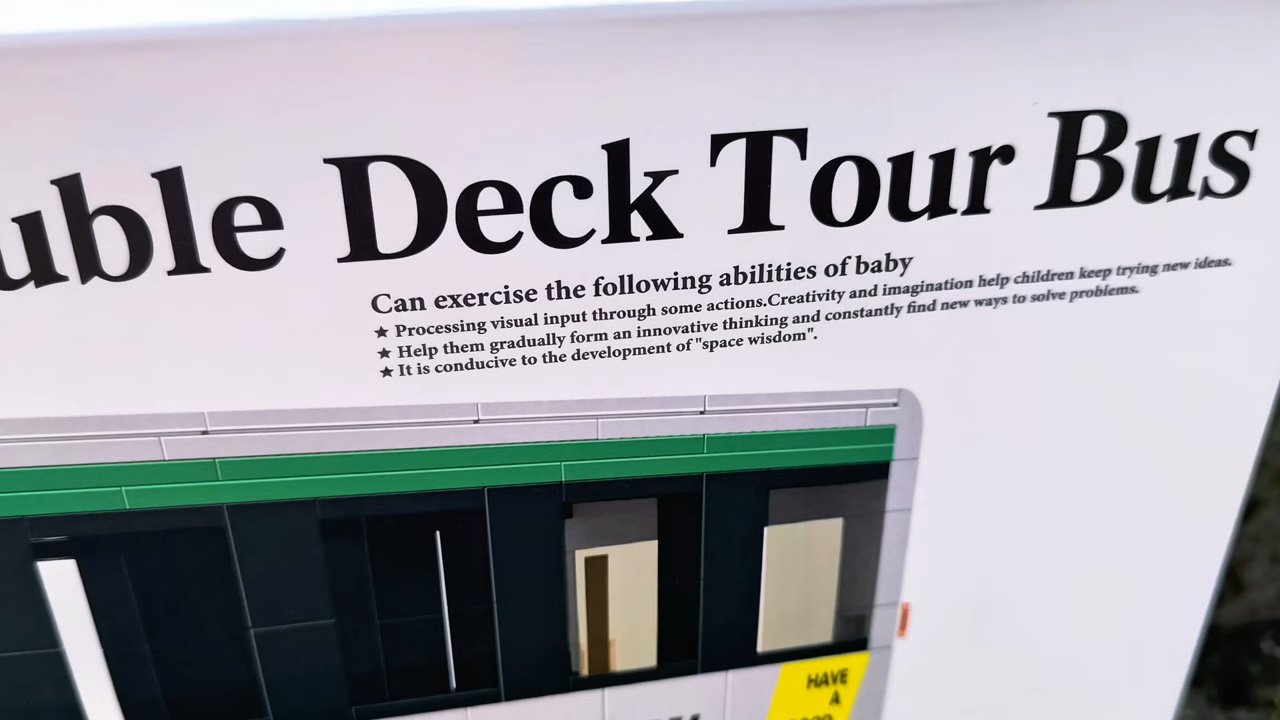 uble Deck Tour Bus
Can exercise the following abilities of baby
★ Processing visual input through some actions.Creativity and imagination help children keep trying new ideas.
★ Help them gradually form an innovative thinking and constantly find new ways to solve problems.
★ It is conducive to the development of "space wisdom".
HAVE
A